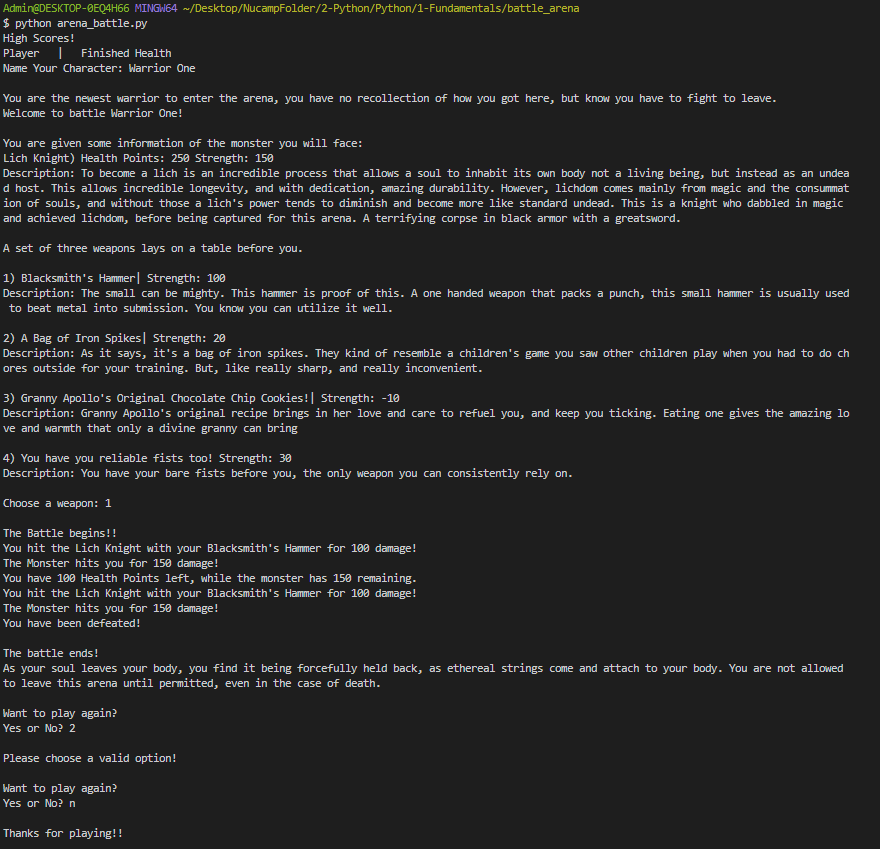 Admin@DESKTOP-0EQ4H66 MINGW64 ~/Desktop/NucampFolder/2-Python/Python/1-Fundamentals/battle_arena
$ python arena_battle.py
High Scores!
Player   |   Finished Health
Name Your Character: Warrior One

You are the newest warrior to enter the arena, you have no recollection of how you got here, but know you have to fight to leave.
Welcome to battle Warrior One!

You are given some information of the monster you will face:
Lich Knight) Health Points: 250 Strength: 150
Description: To become a lich is an incredible process that allows a soul to inhabit its own body not a living being, but instead as an undea
d host. This allows incredible longevity, and with dedication, amazing durability. However, lichdom comes mainly from magic and the consummat
ion of souls, and without those a lich's power tends to diminish and become more like standard undead. This is a knight who dabbled in magic
and achieved lichdom, before being captured for this arena. A terrifying corpse in black armor with a greatsword.

A set of three weapons lays on a table before you.

1) Blacksmith's Hammer| Strength: 100
Description: The small can be mighty. This hammer is proof of this. A one handed weapon that packs a punch, this small hammer is usually used
 to beat metal into submission. You know you can utilize it well.

2) A Bag of Iron Spikes| Strength: 20
Description: As it says, it's a bag of iron spikes. They kind of resemble a children's game you saw other children play when you had to do ch
ores outside for your training. But, like really sharp, and really inconvenient.

3) Granny Apollo's Original Chocolate Chip Cookies!| Strength: -10
Description: Granny Apollo's original recipe brings in her love and care to refuel you, and keep you ticking. Eating one gives the amazing lo
ve and warmth that only a divine granny can bring

4) You have you reliable fists too! Strength: 30
Description: You have your bare fists before you, the only weapon you can consistently rely on.

Choose a weapon: 1

The Battle begins!!
You hit the Lich Knight with your Blacksmith's Hammer for 100 damage!
The Monster hits you for 150 damage!
You have 100 Health Points left, while the monster has 150 remaining.
You hit the Lich Knight with your Blacksmith's Hammer for 100 damage!
The Monster hits you for 150 damage!
You have been defeated!

The battle ends!
As your soul leaves your body, you find it being forcefully held back, as ethereal strings come and attach to your body. You are not allowed
to leave this arena until permitted, even in the case of death.

Want to play again?
Yes or No? 2

Please choose a valid option!

Want to play again?
Yes or No? n

Thanks for playing!!